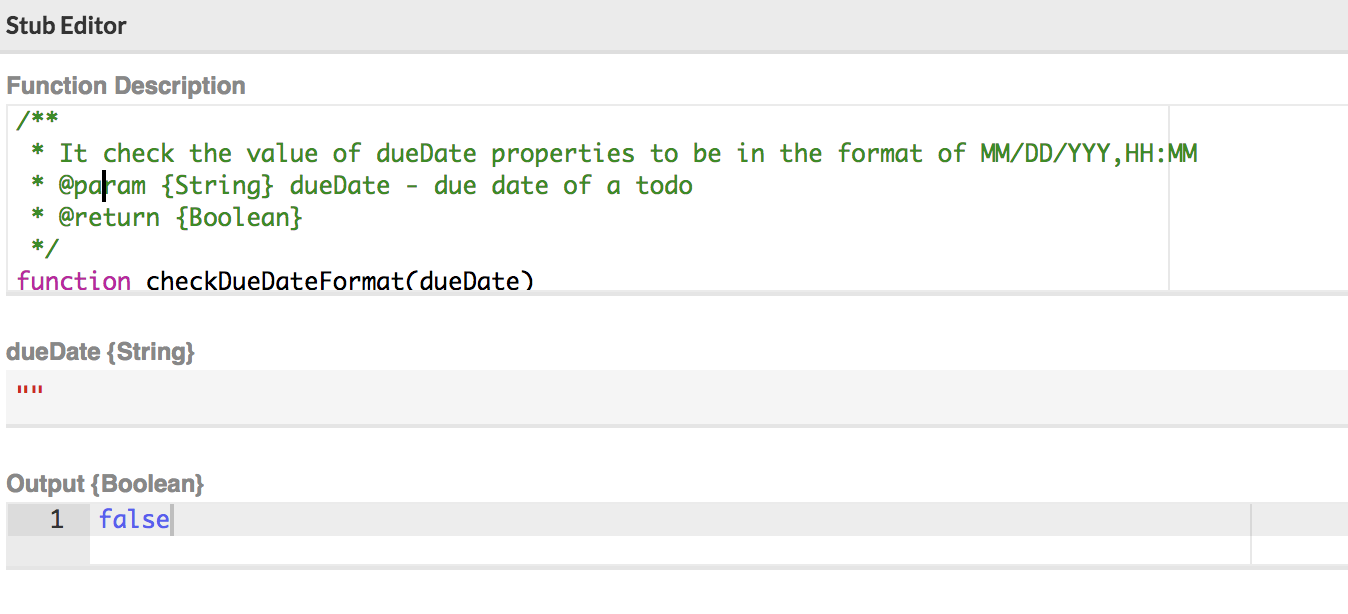 Stub Editor
Function Description
/**
* It check the value of dueDate properties to be in the format of MM/DD/YYY,HH:MM
* @param {String} dueDate - due date of a todo
* @return {Boolean}
*/
function checkDueDateFormat(dueDate)
dueDate {String}
""
Output {Boolean}
1 false